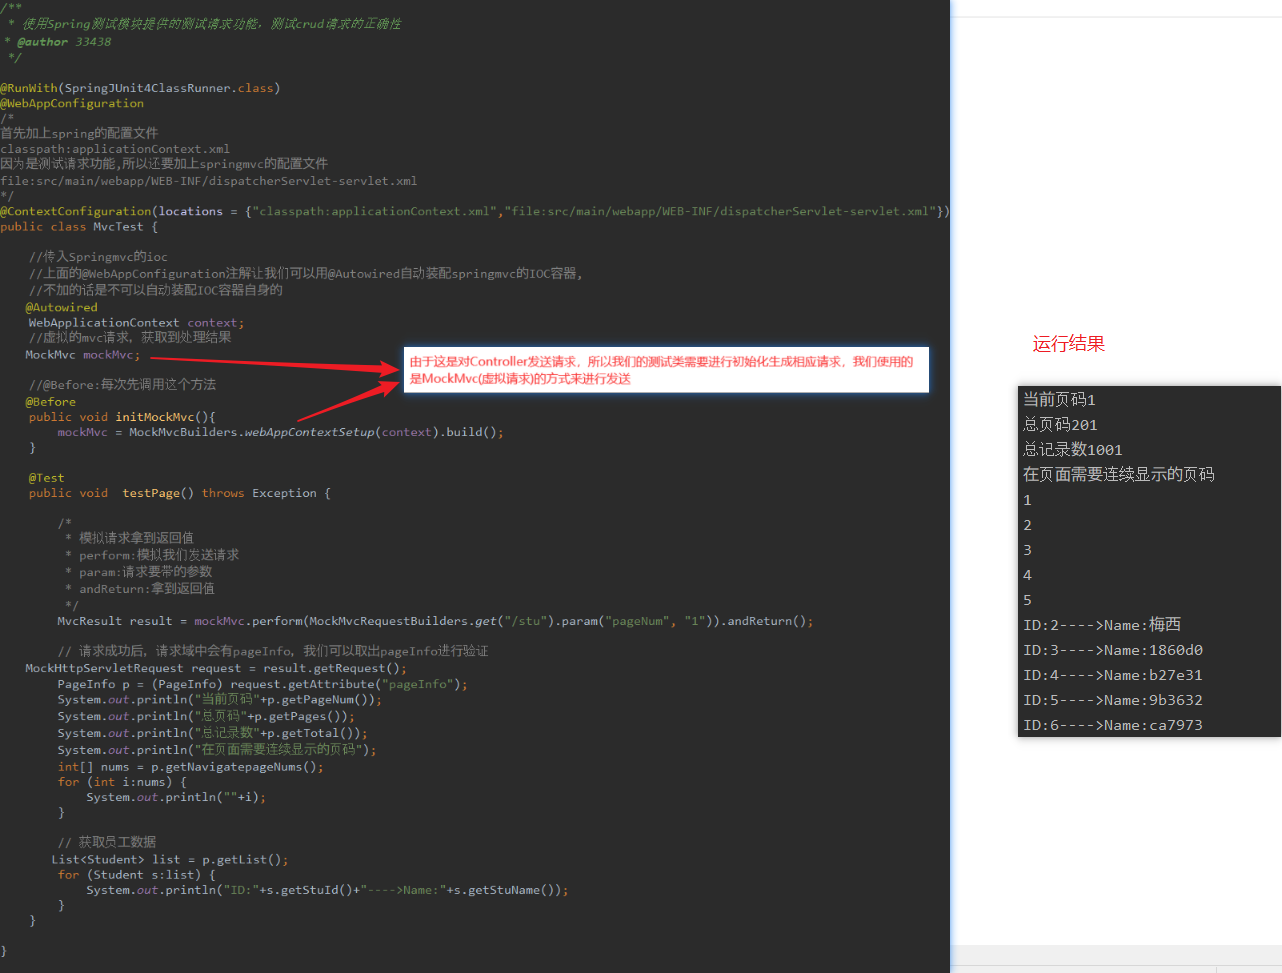 /**
 * 使用Spring测试模块提供的测试请求功能，测试crud请求的正确性
* @author 33438
 */
@RunWith(SpringJUnit4ClassRunner.class)
@WebAppConfiguration
/*
首先加上spring的配置文件
classpath:applicationContext.xml
因为是测试请求功能,所以还要加上springmvc的配置文件
file:src/main/webapp/WEB-INF/dispatcherServlet-servlet.xml
*/
@ContextConfiguration(locations = {"classpath:applicationContext.xml","file:src/main/webapp/WEB-INF/dispatcherServlet-servlet.xml"})
public class MvcTest {
//传入Springmvc的ioc
//上面的@WebAppConfiguration注解让我们可以用@Autowired自动装配springmvc的IOC容器,
//不加的话是不可以自动装配IOC容器自身的
@Autowired
WebApplicationContext context;
//虚拟的mvc请求，获取到处理结果
MockMvc mockMvc;
//@Before:每次先调用这个方法
@Before
public void initMockMvc(){
mockMvc = MockMvcBuilders.webAppContextSetup(context).build();
}
@Test
public void  testPage() throws Exception {
/*
 * 模拟请求拿到返回值
 * perform:模拟我们发送请求
 * param:请求要带的参数
 * andReturn:拿到返回值
 */
MvcResult result = mockMvc.perform(MockMvcRequestBuilders.get("/stu").param("pageNum", "1")).andReturn();
// 请求成功后，请求域中会有pageInfo，我们可以取出pageInfo进行验证
MockHttpServletRequest request = result.getRequest();
PageInfo p = (PageInfo) request.getAttribute("pageInfo");
System.out.println("当前页码"+p.getPageNum());
System.out.println("总页码"+p.getPages());
System.out.println("总记录数"+p.getTotal());
System.out.println("在页面需要连续显示的页码");
int[] nums = p.getNavigatepageNums();
for (int i:nums) {
System.out.println(""+i);
}
// 获取员工数据
List<Student> list = p.getList();
for (Student s:list) {
System.out.println("ID:"+s.getStuId()+"---->Name:"+s.getStuName());
}
}
}
由于这是对Controller发送请求，所以我们的测试类需要进行初始化生成相应请求，我们使用的
是MockMvc(虚拟请求)的方式来进行发送
运行结果
当前页码1
总页码201
总记录数1001
在页面需要连续显示的页码
1
2
3
4
5
ID:2---->Name:梅西
ID:3---->Name:1860d0
ID:4---->Name:b27e31
ID:5---->Name:9b3632
ID:6---->Name:ca7973